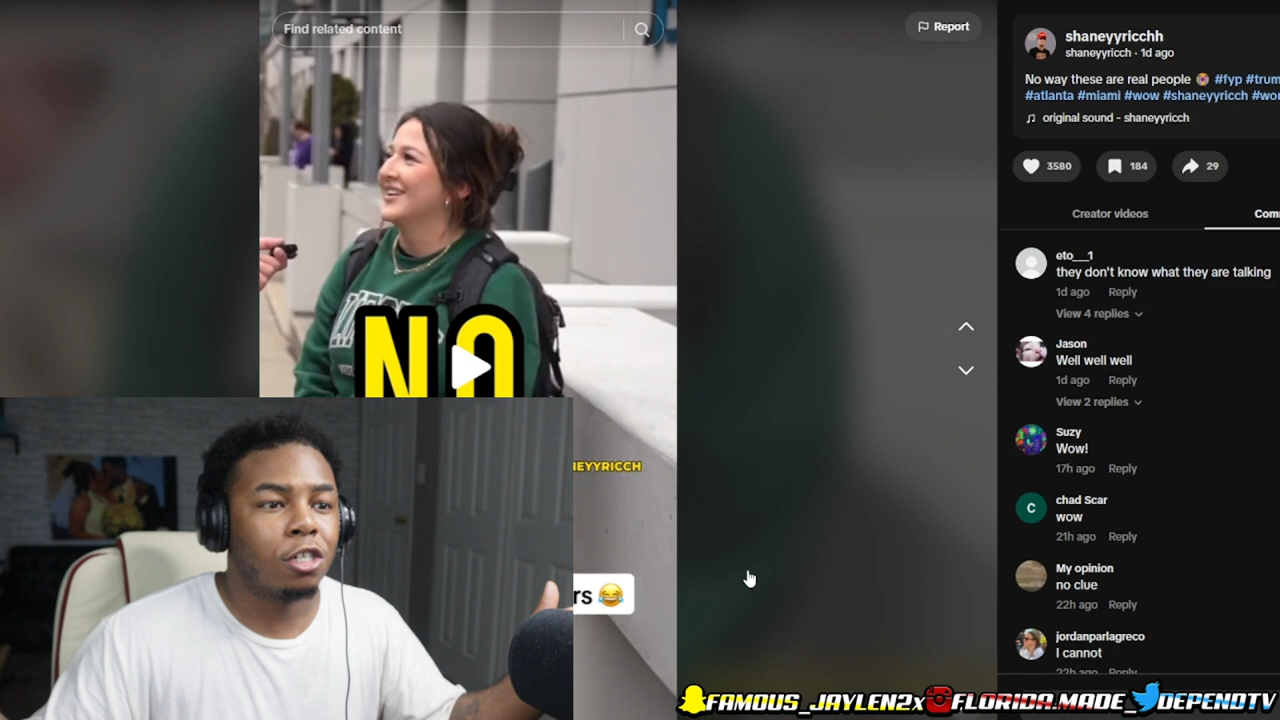 Find related content
Report
NO
IEYYRICCH
rs 😂
shaneyyricchh
shaneyyricch · 1d ago
No way these are real people 😭 #fyp #trum
#atlanta #miami #wow #shaneyyricch #wor
original sound - shaneyyricch
3580
184
29
Creator videos
Com
eto__1
they don't know what they are talking
1d ago Reply
View 4 replies
Jason
Well well well
1d ago Reply
View 2 replies
Suzy
Wow!
17h ago Reply
C
chad Scar
wow
21h ago Reply
My opinion
no clue
22h ago Reply
jordanparlagreco
I cannot
22h ago Reply
FAMOUS_JAYLEN2x FLORIDA.MADE_ DEPENDTV